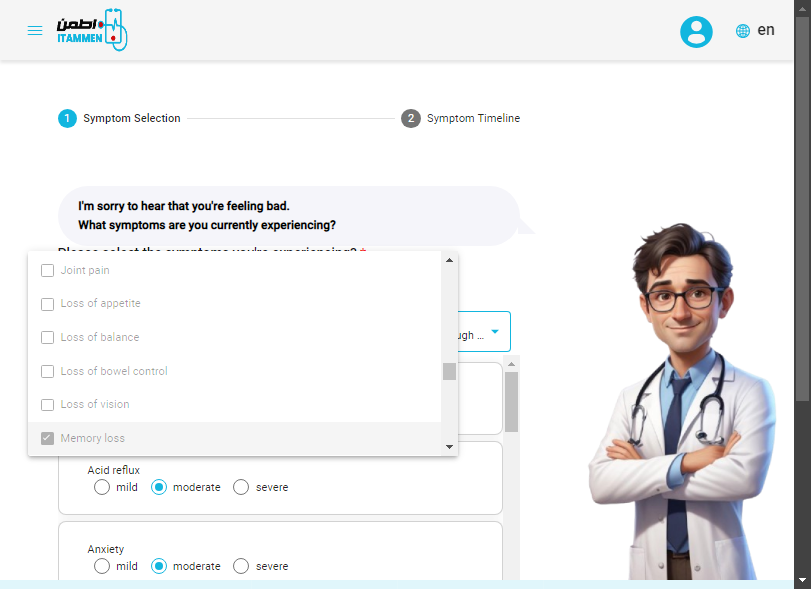 اطمن
ITAMMEN
en
1 Symptom Selection
2 Symptom Timeline
I'm sorry to hear that you're feeling bad.
What symptoms are you currently experiencing?
Please select the symptoms you're experiencing? *
Joint pain
Loss of appetite
Loss of balance
Loss of bowel control
Loss of vision
Memory loss
ugh ...
Acid reflux
mild moderate severe
Anxiety
mild moderate severe